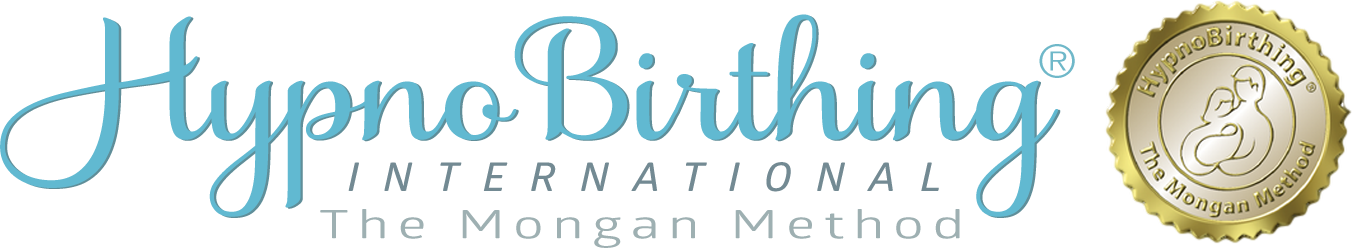 HypnoBirthing®
INTERNATIONAL
The Mongan Method
HypnoBirthing®
The Mongan Method